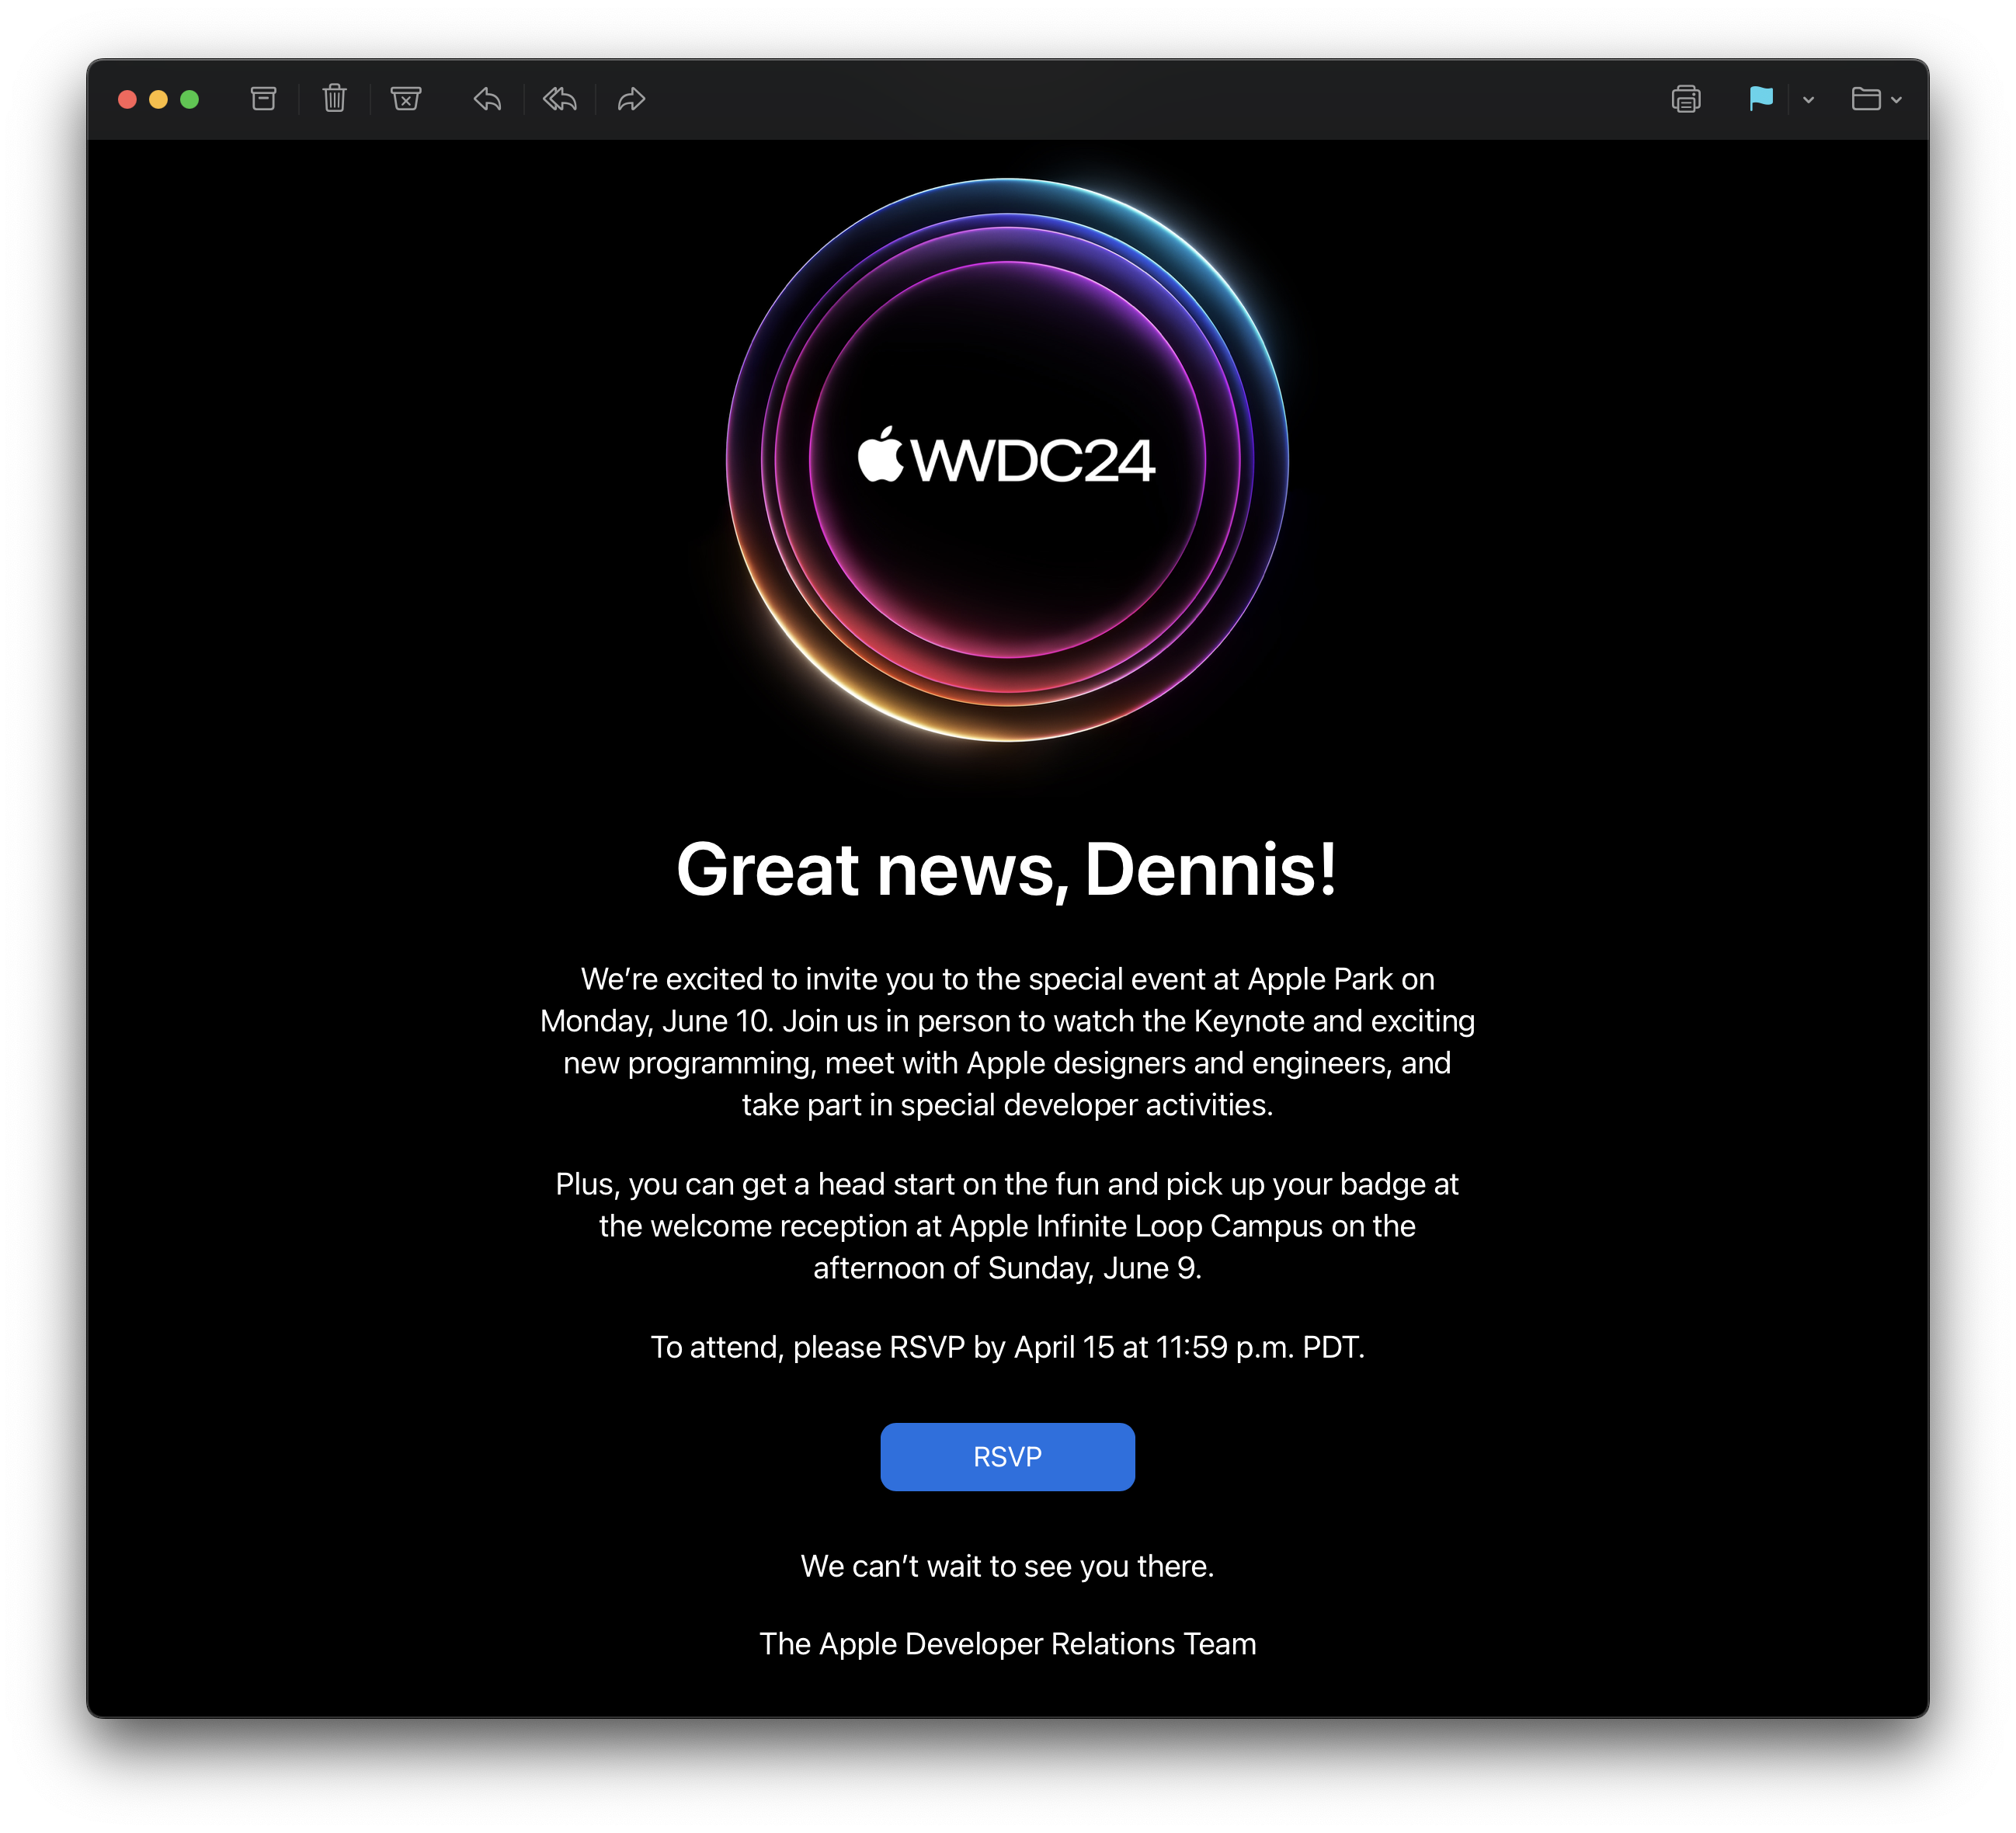 WWDC24
Great news, Dennis!
We’re excited to invite you to the special event at Apple Park on
Monday, June 10. Join us in person to watch the Keynote and exciting
new programming, meet with Apple designers and engineers, and
take part in special developer activities.
Plus, you can get a head start on the fun and pick up your badge at
the welcome reception at Apple Infinite Loop Campus on the
afternoon of Sunday, June 9.
To attend, please RSVP by April 15 at 11:59 p.m. PDT.
RSVP
We can’t wait to see you there.
The Apple Developer Relations Team